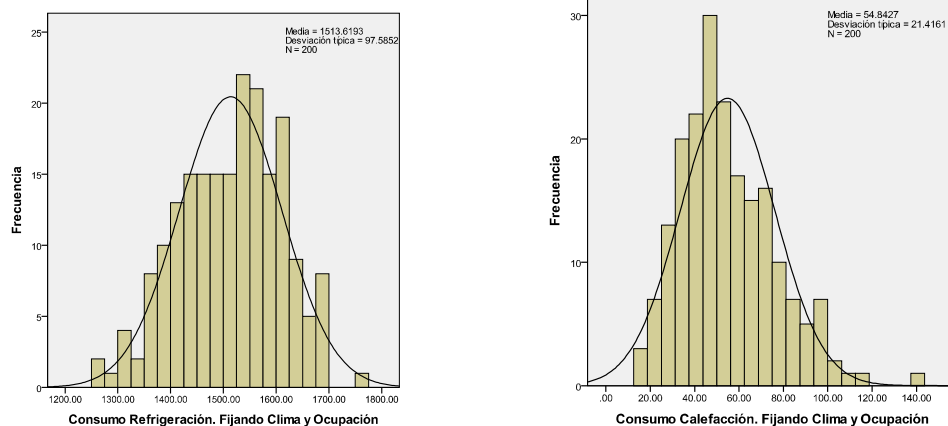 Media = 1513.6193
Desviación típica = 97.5852
N = 200
25
20
15
10
5
0
Frecuencia
1200.00 1300.00 1400.00 1500.00 1600.00 1700.00 1800.00
Consumo Refrigeración. Fijando Clima y Ocupación
Media = 54.8427
Desviación típica = 21.4161
N = 200
30
20
10
0
Frecuencia
.00 20.00 40.00 60.00 80.00 100.00 120.00 140.00
Consumo Calefacción. Fijando Clima y Ocupación